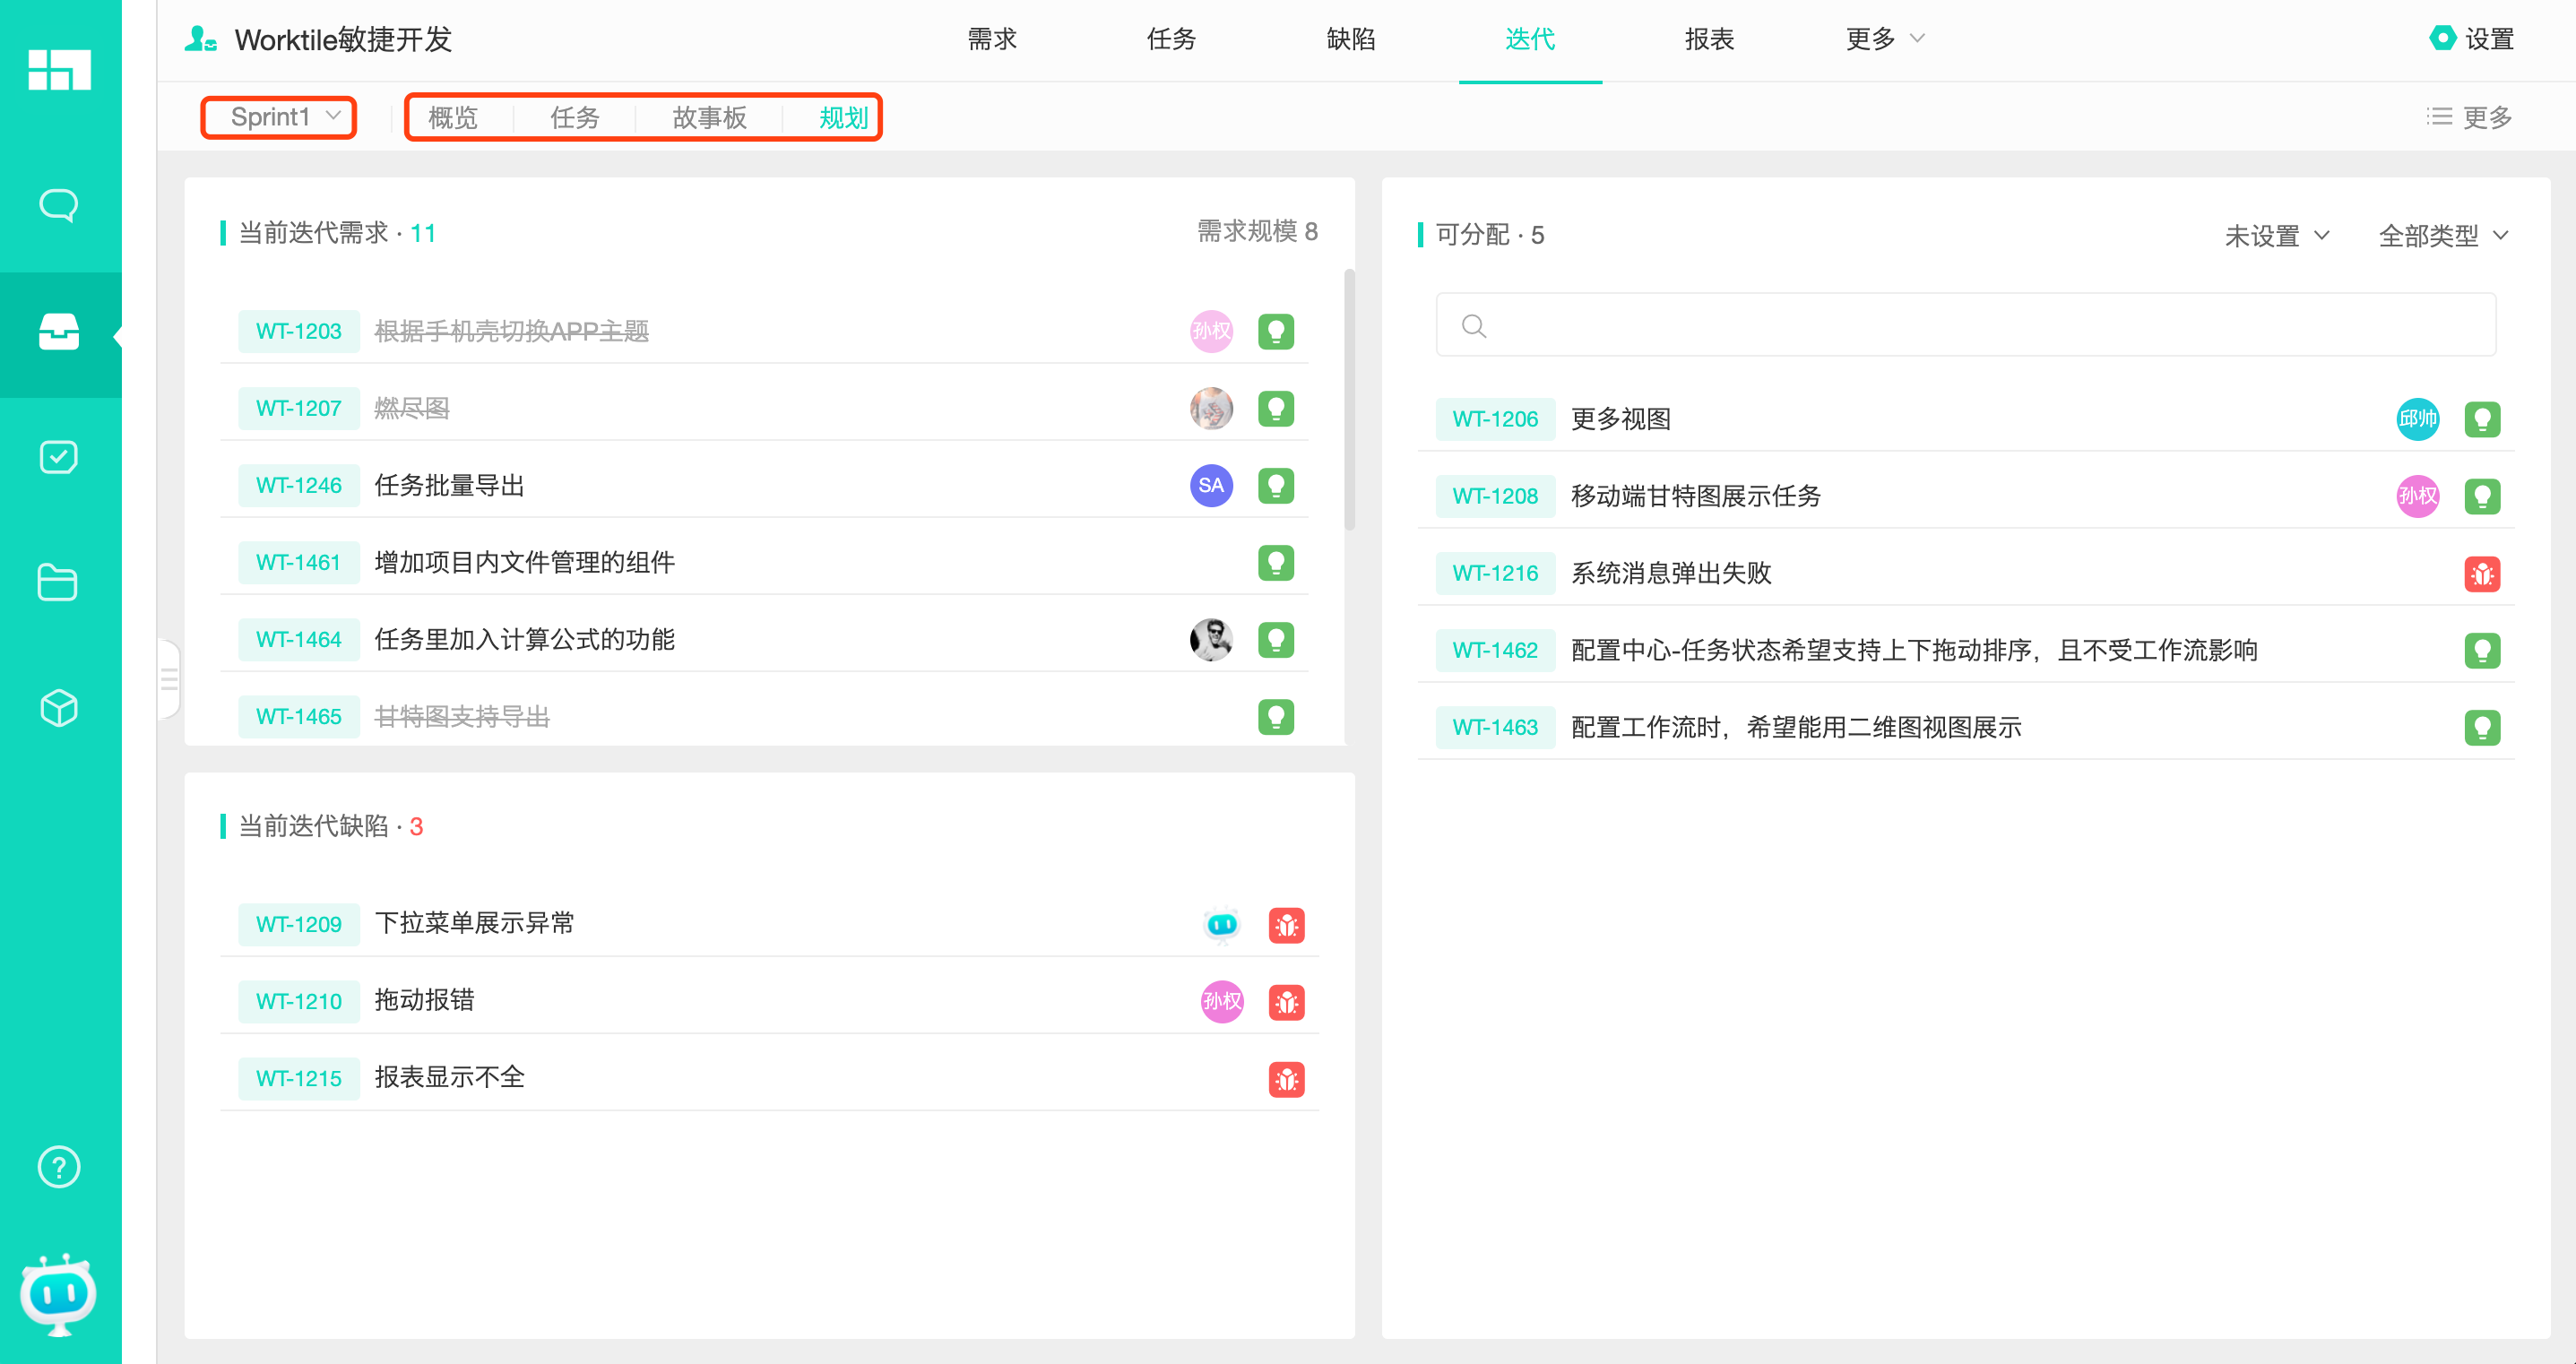 Worktile敏捷开发 需求 任务 缺陷 迭代 报表 更多 设置
Sprint1 概览 任务 故事板 规划 更多
当前迭代需求 · 11 需求规模 8
WT-1203 根据手机壳切换APP主题 孙权
WT-1207 燃尽图
WT-1246 任务批量导出 SA
WT-1461 增加项目内文件管理的组件
WT-1464 任务里加入计算公式的功能
WT-1465 甘特图支持导出
当前迭代缺陷 · 3
WT-1209 下拉菜单展示异常
WT-1210 拖动报错 孙权
WT-1215 报表显示不全
可分配 · 5 未设置 全部类型
WT-1206 更多视图 邱帅
WT-1208 移动端甘特图展示任务 孙权
WT-1216 系统消息弹出失败
WT-1462 配置中心-任务状态希望支持上下拖动排序，且不受工作流影响
WT-1463 配置工作流时，希望能用二维图视图展示